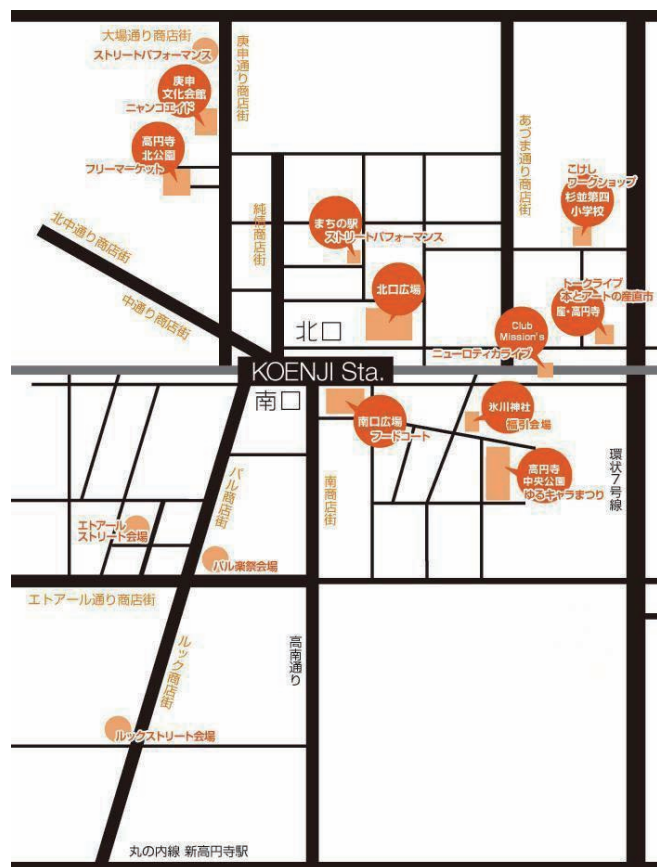 大場通り商店街
ストリートパフォーマンス
庚申通り商店街
庚申
文化会館
ニャンコエイド
高円寺
北公園
フリーマーケット
北中通り商店街
中通り商店街
純情商店街
まちの駅
ストリートパフォーマンス
北口広場
北口
あづま通り商店街
こけし
ワークショップ
杉並第四
小学校
トークライブ
本とアートの産直市
座・高円寺
Club
Mission's
ニューロティカライブ
KOENJI Sta.
南口
南口広場
フードコート
氷川神社
福引会場
高円寺
中央公園
ゆるキャラまつり
環状7号線
パル商店街
南商店街
エトアール
ストリート会場
パル楽祭会場
エトアール通り商店街
ルック商店街
高南通り
ルックストリート会場
丸の内線 新高円寺駅